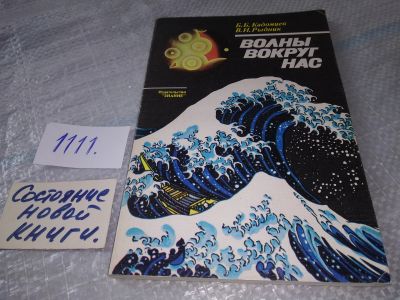 Б.Б. Кадомцев
В.И. Рыдник
ВОЛНЫ
ВОКРУГ
НАС
Издательство
"ЗНАНИЕ"
1111.
Состояние
новой
книги.